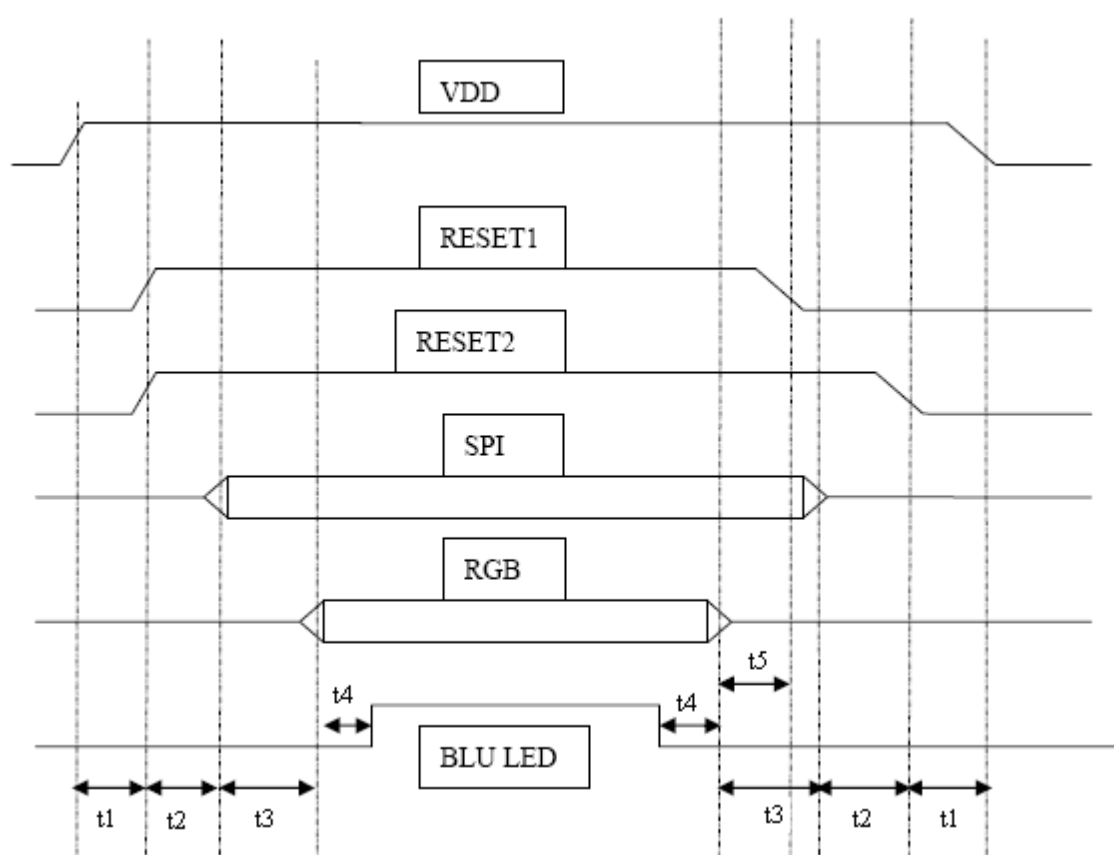 VDD
RESET1
RESET2
SPI
RGB
t5
t4 t4
BLU LED
t1 t2 t3 t3 t2 t1